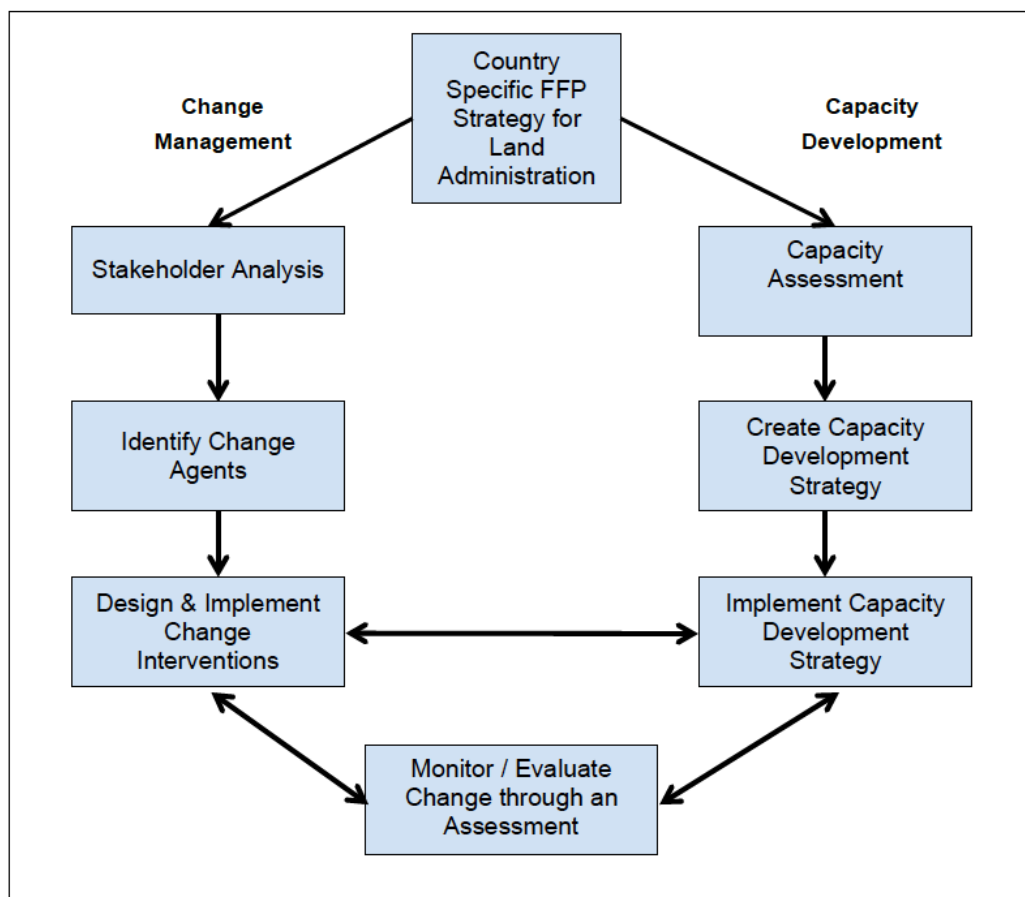 Country
Specific FFP
Strategy for
Land
Administration
Change
Management
Capacity
Development
Stakeholder Analysis
Capacity
Assessment
Identify Change
Agents
Create Capacity
Development
Strategy
Design & Implement
Change
Interventions
Implement Capacity
Development
Strategy
Monitor / Evaluate
Change through an
Assessment